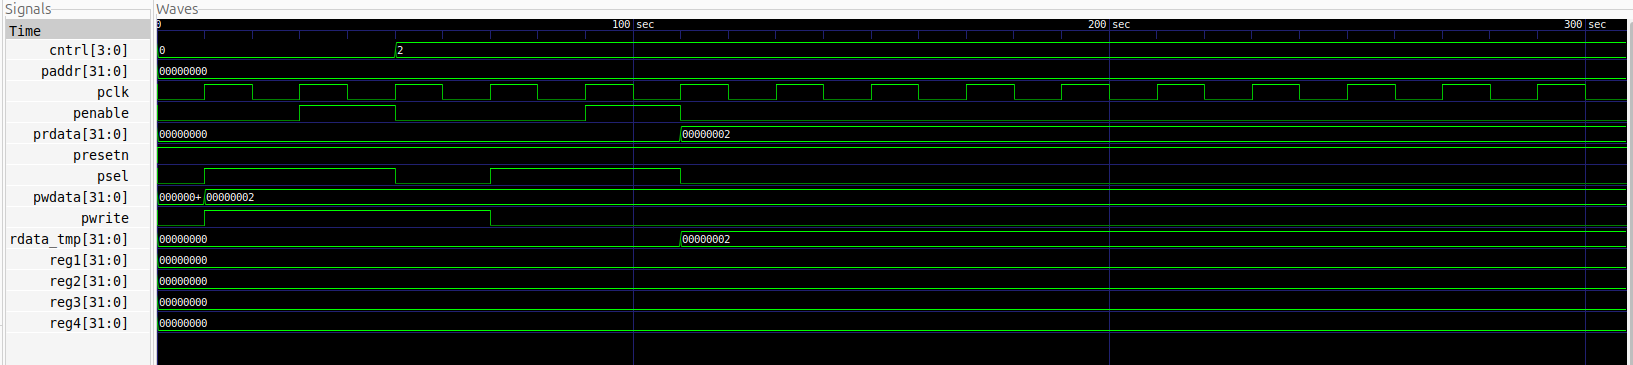 Signals Waves
Time 0 100 sec 200 sec 300 sec
cntrl[3:0] 0 2
paddr[31:0] 00000000
pclk
penable
prdata[31:0] 00000000 00000002
presetn
psel
pwdata[31:0] 000000+ 00000002
pwrite
rdata_tmp[31:0] 00000000 00000002
reg1[31:0] 00000000
reg2[31:0] 00000000
reg3[31:0] 00000000
reg4[31:0] 00000000